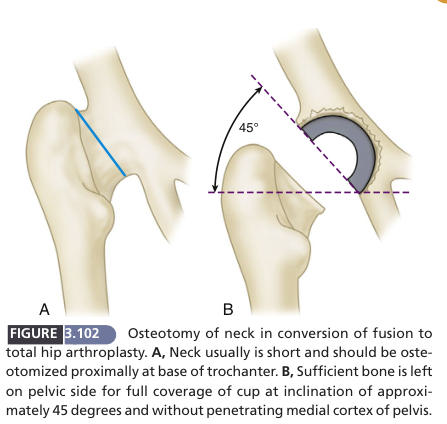 45°
A
B
FIGURE 3.102 Osteotomy of neck in conversion of fusion to
total hip arthroplasty. A, Neck usually is short and should be oste-
otomized proximally at base of trochanter. B, Sufficient bone is left
on pelvic side for full coverage of cup at inclination of approxi-
mately 45 degrees and without penetrating medial cortex of pelvis.